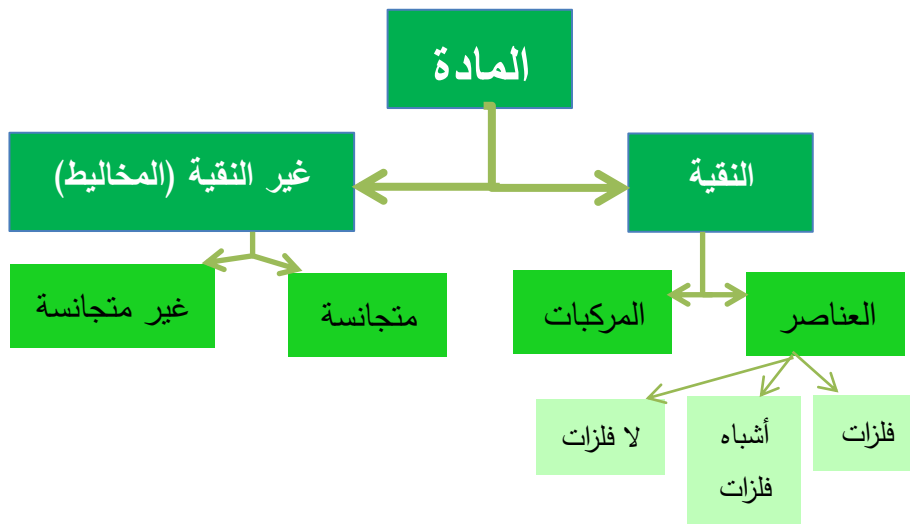 المادة
النقية
غير النقية (المخاليط)
العناصر
المركبات
متجانسة
غير متجانسة
فلزات
أشباه
فلزات
لا فلزات